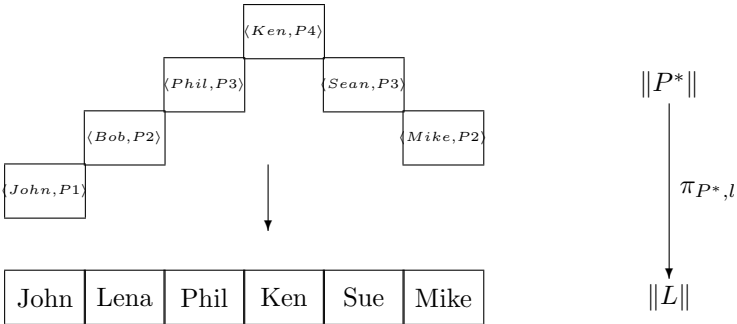 ⟨Ken,P4⟩
⟨Phil,P3⟩ ⟨Sean,P3⟩
‖P*‖
⟨Bob,P2⟩ ⟨Mike,P2⟩
⟨John,P1⟩
π_{P*,l}
John Lena Phil Ken Sue Mike
‖L‖